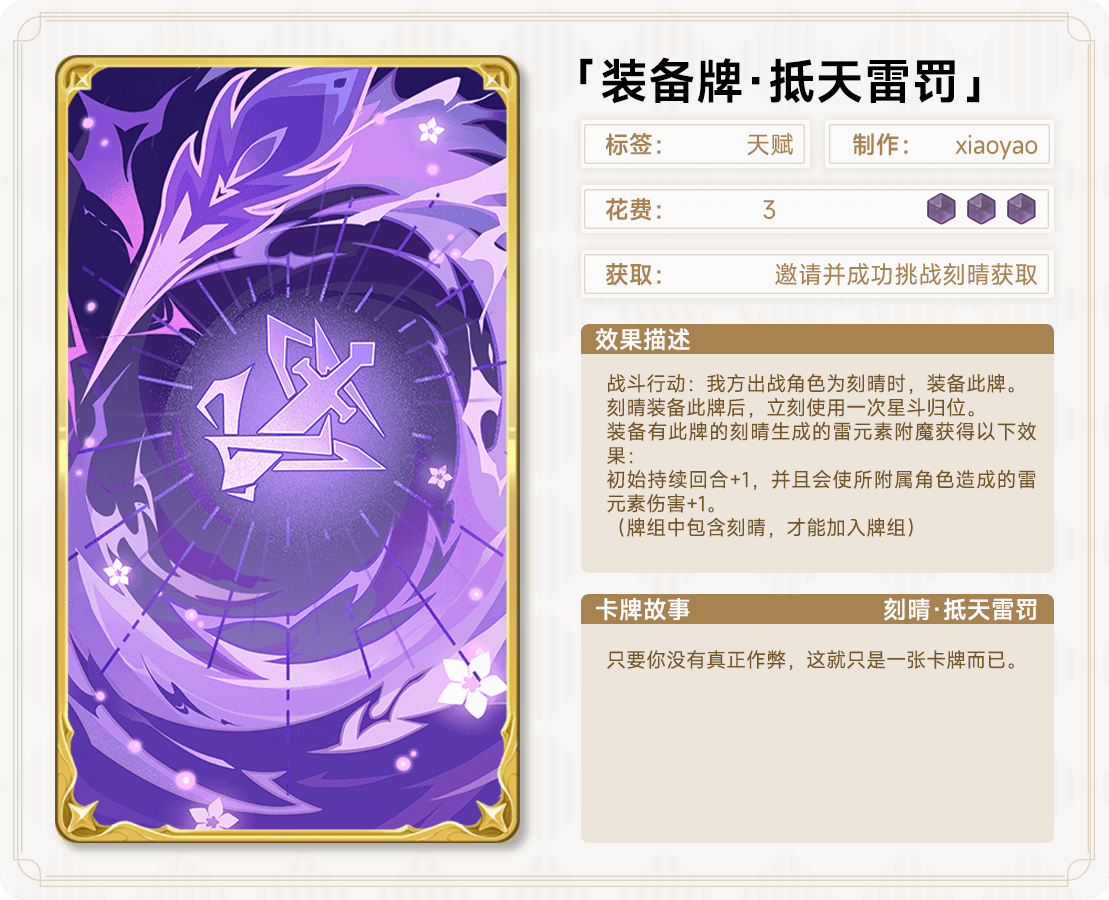 「装备牌·抵天雷罚」
标签： 天赋
制作： xiaoyao
花费： 3
获取： 邀请并成功挑战刻晴获取
效果描述
战斗行动：我方出战角色为刻晴时，装备此牌。
刻晴装备此牌后，立刻使用一次星斗归位。
装备有此牌的刻晴生成的雷元素附魔获得以下效
果：
初始持续回合+1，并且会使所附属角色造成的雷
元素伤害+1。
（牌组中包含刻晴，才能加入牌组）
卡牌故事 刻晴·抵天雷罚
只要你没有真正作弊，这就只是一张卡牌而已。